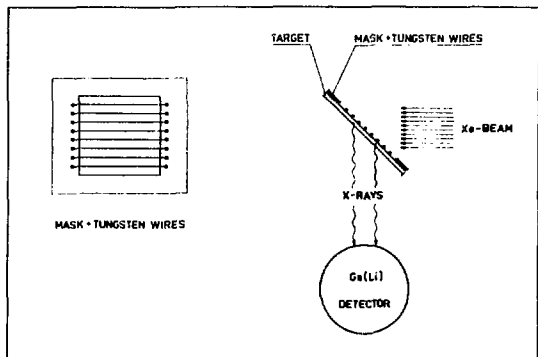 TARGET
MASK + TUNGSTEN WIRES
Xe-BEAM
X-RAYS
MASK + TUNGSTEN WIRES
Ge(Li)
DETECTOR